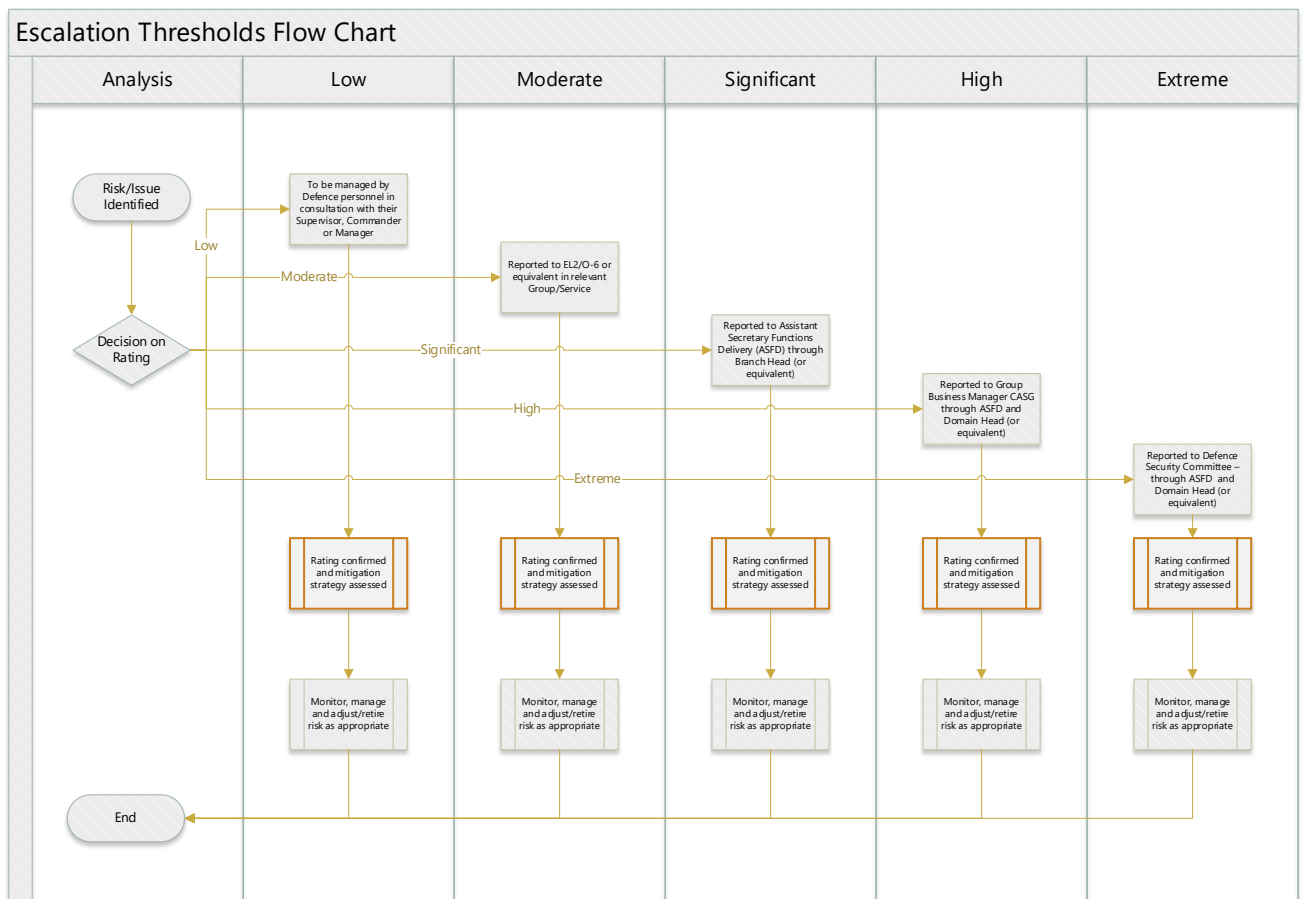 Escalation Thresholds Flow Chart
Analysis
Low
Moderate
Significant
High
Extreme
Risk/Issue
Identified
To be managed by
Defence personnel in
consultation with their
Supervisor, Commander
or Manager
Low
Moderate
Reported to EL2/O-6 or
equivalent in relevant
Group/Service
Decision on
Rating
Significant
Reported to Assistant
Secretary Functions
Delivery (ASFD) through
Branch Head (or
equivalent)
High
Reported to Group
Business Manager CASG
through ASFD and
Domain Head (or
equivalent)
Extreme
Reported to Defence
Security Committee –
through ASFD and
Domain Head (or
equivalent)
Rating confirmed
and mitigation
strategy assessed
Rating confirmed
and mitigation
strategy assessed
Rating confirmed
and mitigation
strategy assessed
Rating confirmed
and mitigation
strategy assessed
Rating confirmed
and mitigation
strategy assessed
Monitor, manage
and adjust/retire
risk as appropriate
Monitor, manage
and adjust/retire
risk as appropriate
Monitor, manage
and adjust/retire
risk as appropriate
Monitor, manage
and adjust/retire
risk as appropriate
Monitor, manage
and adjust/retire
risk as appropriate
End